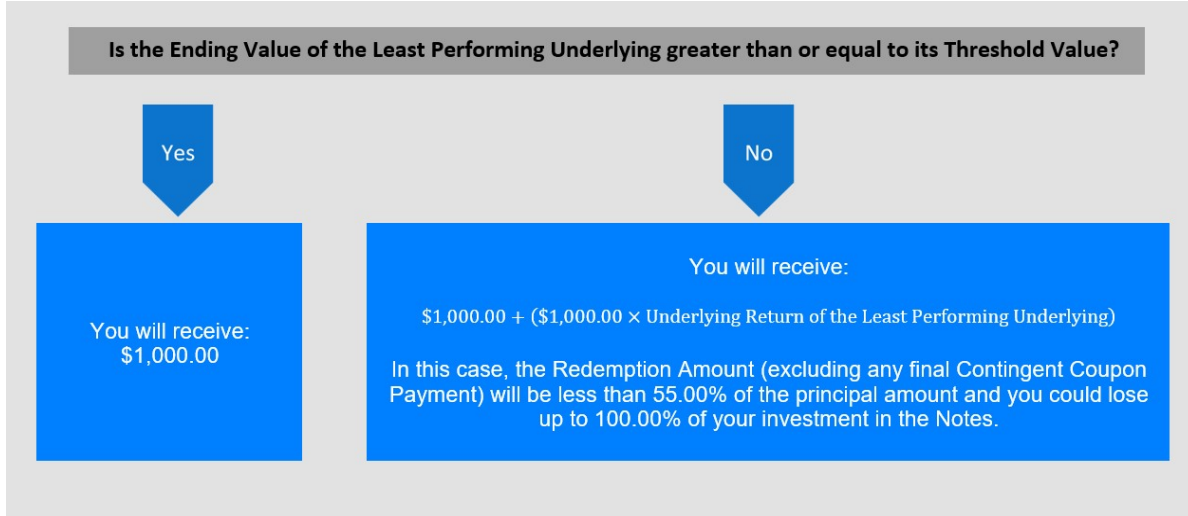 Is the Ending Value of the Least Performing Underlying greater than or equal to its Threshold Value?
Yes
No
You will receive:
$1,000.00
You will receive:
$1,000.00 + ($1,000.00 × Underlying Return of the Least Performing Underlying)
In this case, the Redemption Amount (excluding any final Contingent Coupon
Payment) will be less than 55.00% of the principal amount and you could lose
up to 100.00% of your investment in the Notes.